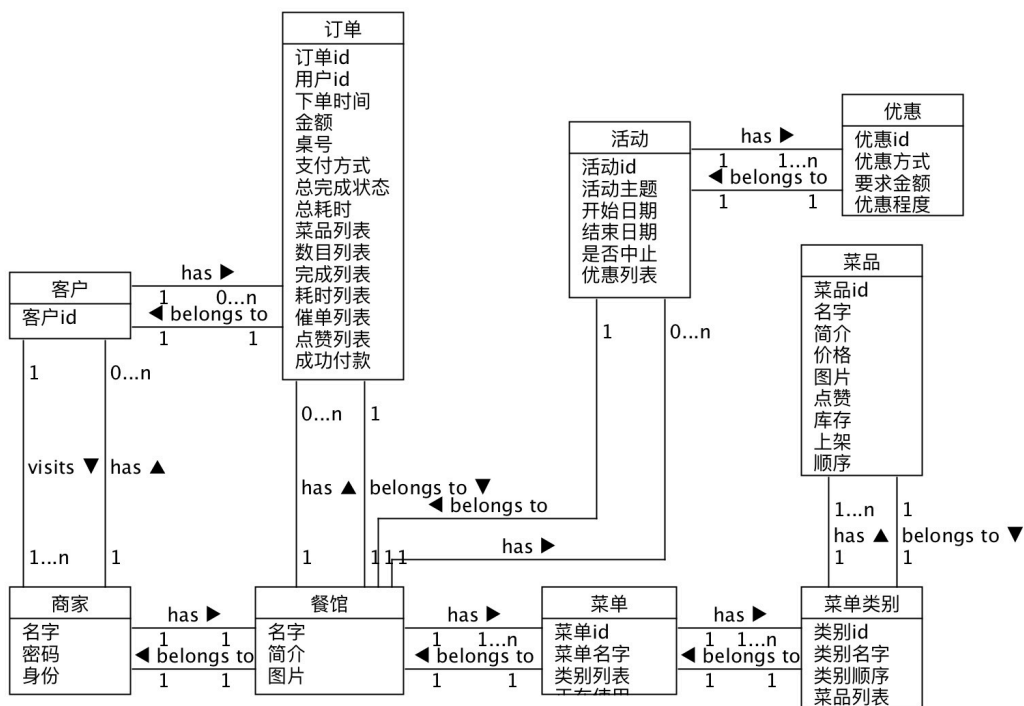 订单
订单id
用户id
下单时间
金额
桌号
支付方式
总完成状态
总耗时
菜品列表
数目列表
完成列表
耗时列表
催单列表
点赞列表
成功付款
活动
活动id
活动主题
开始日期
结束日期
是否中止
优惠列表
has ▶
1 1...n
◀ belongs to
1 1
优惠
优惠id
优惠方式
要求金额
优惠程度
客户
客户id
has ▶
1 0...n
◀ belongs to
1 1
菜品
菜品id
名字
简介
价格
图片
点赞
库存
上架
顺序
1 0...n
visits ▼ has ▲
1...n 1
0...n 1
has ▲ belongs to ▼
1 1 1 1
1 0...n
◀ belongs to
has ▶
1...n 1
has ▲ belongs to ▼
1 1
商家
名字
密码
身份
has ▶
1 1
◀ belongs to
1 1
餐馆
名字
简介
图片
has ▶
1 1...n
◀ belongs to
1 1
菜单
菜单id
菜单名字
类别列表
has ▶
1 1...n
◀ belongs to
1 1
菜单类别
类别id
类别名字
类别顺序
菜品列表